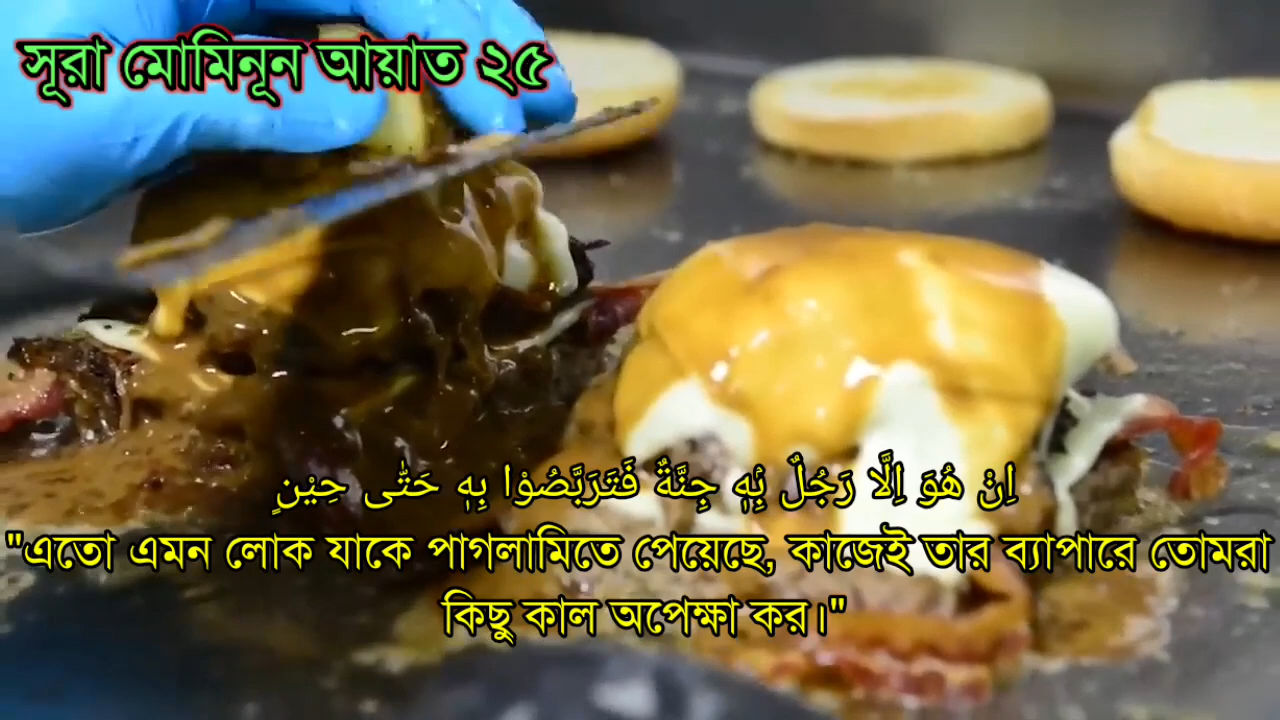 সূরা মোমিনূন আয়াত ২৫
اِنْ هُوَ اِلَّا رَجُلٌۢ بِهٖ جِنَّةٌ فَتَرَبَّصُوْا بِهٖ حَتّٰى حِيْنٍ
"এতো এমন লোক যাকে পাগলামিতে পেয়েছে, কাজেই তার ব্যাপারে তোমরা
কিছু কাল অপেক্ষা কর।"